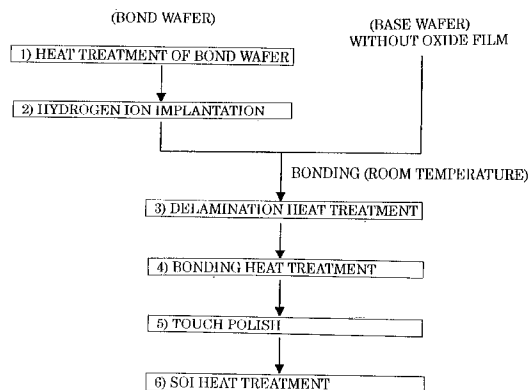 (BOND WAFER)
(BASE WAFER)
WITHOUT OXIDE FILM
1) HEAT TREATMENT OF BOND WAFER
2) HYDROGEN ION IMPLANTATION
BONDING (ROOM TEMPERATURE)
3) DELAMINATION HEAT TREATMENT
4) BONDING HEAT TREATMENT
5) TOUCH POLISH
6) SOI HEAT TREATMENT